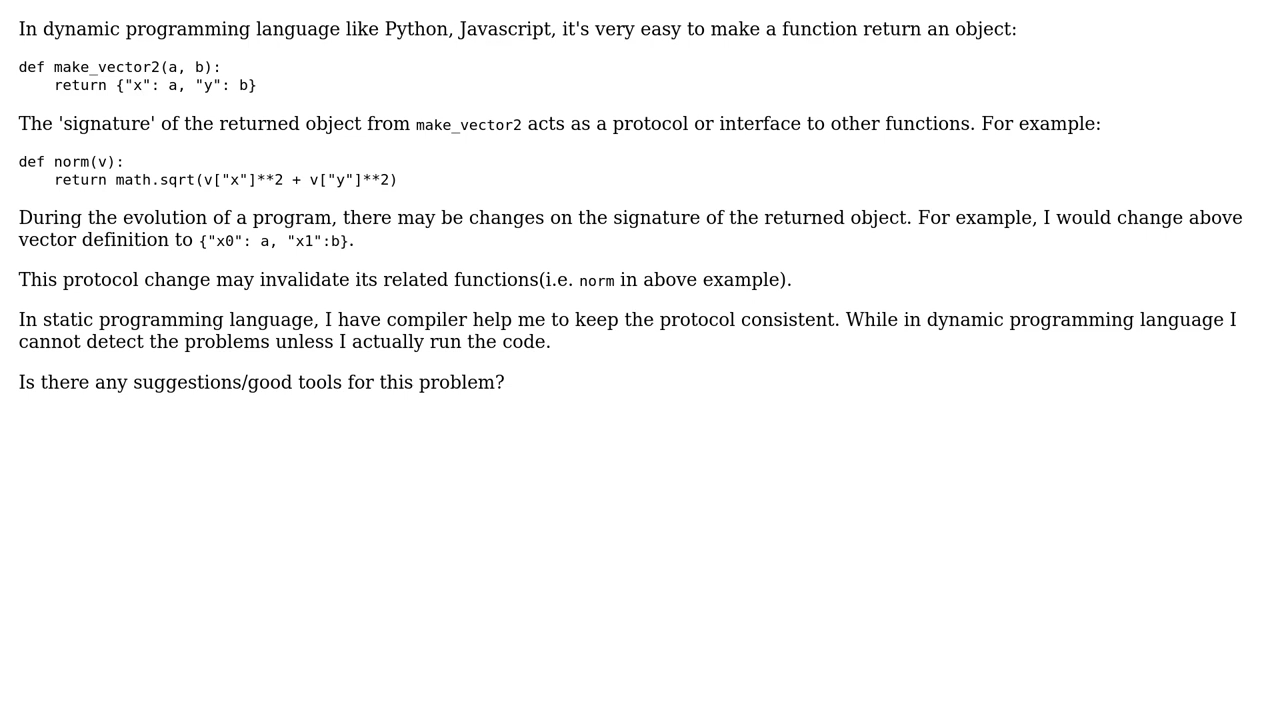 In dynamic programming language like Python, Javascript, it's very easy to make a function return an object:
def make_vector2(a, b):
    return {"x": a, "y": b}
The 'signature' of the returned object from make_vector2 acts as a protocol or interface to other functions. For example:
def norm(v):
    return math.sqrt(v["x"]**2 + v["y"]**2)
During the evolution of a program, there may be changes on the signature of the returned object. For example, I would change above
vector definition to {"x0": a, "x1":b}.
This protocol change may invalidate its related functions(i.e. norm in above example).
In static programming language, I have compiler help me to keep the protocol consistent. While in dynamic programming language I
cannot detect the problems unless I actually run the code.
Is there any suggestions/good tools for this problem?